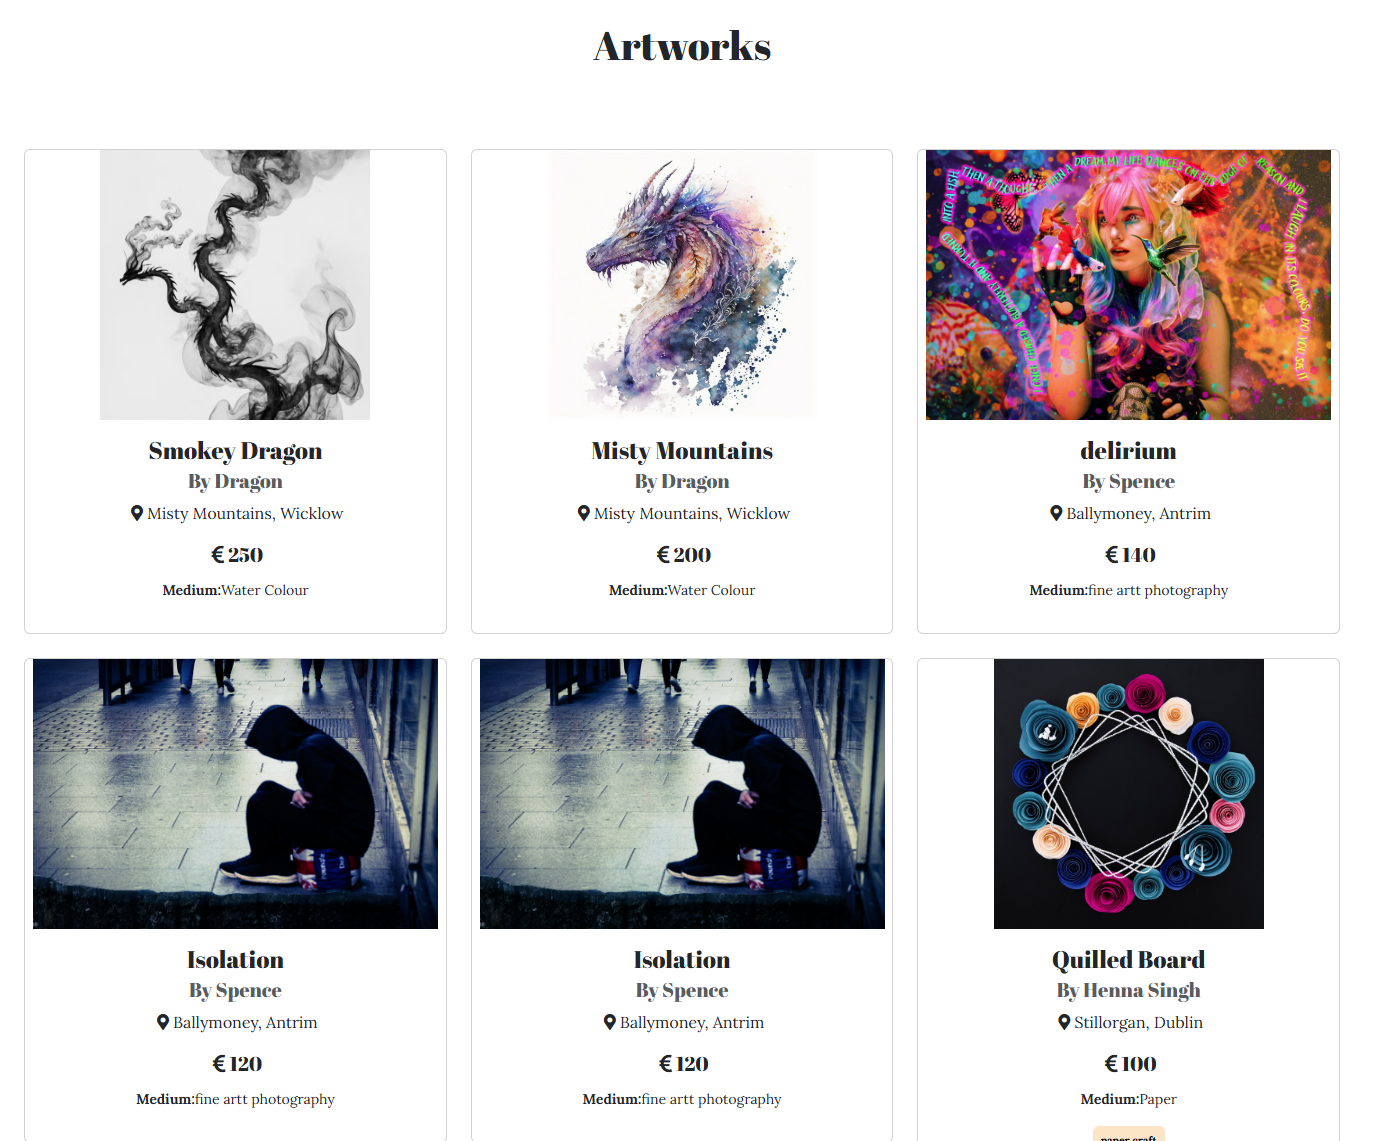 Artworks
DREAM, MY LIFE DANCES ON THE EDGE OF
REASON AND
I LAUGH IN ITS COLOURS. DO YOU SEE IT
INTO A FISH,
THEN A THOUGHT,
THEN A
Smokey Dragon
By Dragon
Misty Mountains, Wicklow
€ 250
Medium:Water Colour
Misty Mountains
By Dragon
Misty Mountains, Wicklow
€ 200
Medium:Water Colour
delirium
By Spence
Ballymoney, Antrim
€ 140
Medium:fine artt photography
Isolation
By Spence
Ballymoney, Antrim
€ 120
Medium:fine artt photography
Isolation
By Spence
Ballymoney, Antrim
€ 120
Medium:fine artt photography
Quilled Board
By Henna Singh
Stillorgan, Dublin
€ 100
Medium:Paper
paper craft